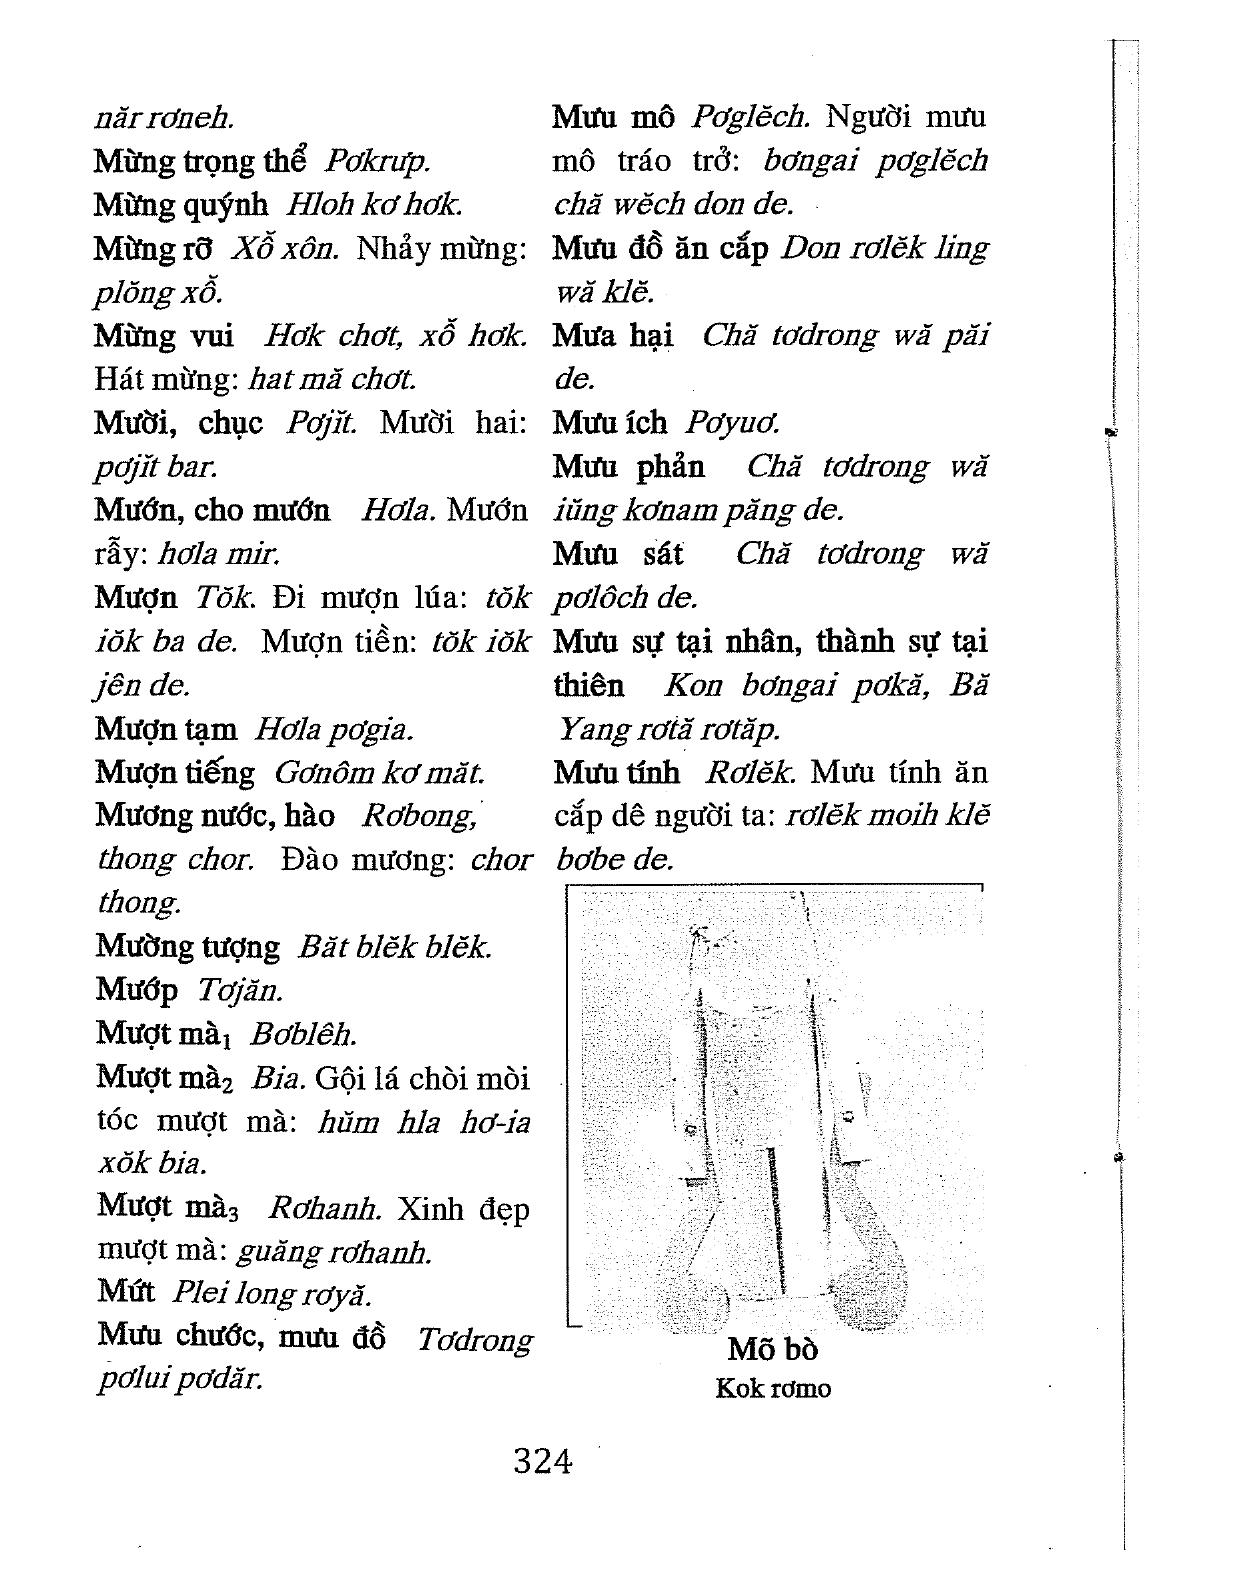 năr rơneh.
Mừng trọng thể Pơkrưp.
Mừng quýnh Hloh kơ hơk.
Mừng rỡ Xỗ xôn. Nhảy mừng:
plŏng xỗ.
Mừng vui Hơk chơt, xỗ hơk.
Hát mừng: hat mă chơt.
Mười, chục Pơjĭt. Mười hai:
pơjĭt bar.
Mướn, cho mướn Hơla. Mướn
rẫy: hơla mir.
Mượn Tŏk. Đi mượn lúa: tŏk
iŏk ba de. Mượn tiền: tŏk iŏk
jên de.
Mượn tạm Hơla pơgia.
Mượn tiếng Gơnôm kơ măt.
Mương nước, hào Rơbong,
thong chor. Đào mương: chor
thong.
Mường tượng Băt blĕk blĕk.
Mướp Tơjăn.
Mượt mà₁ Bơblêh.
Mượt mà₂ Bia. Gội lá chòi mòi
tóc mượt mà: hŭm hla hơ-ia
xŏk bia.
Mượt mà₃ Rơhanh. Xinh đẹp
mượt mà: guăng rơhanh.
Mứt Plei long rơyă.
Mưu chước, mưu đồ Tơdrong
pơlui pơdăr.
Mưu mô Pơglĕch. Người mưu
mô tráo trở: bơngai pơglĕch
chă wĕch don de.
Mưu đồ ăn cắp Don rơlĕk ling
wă klĕ.
Mưa hại Chă tơdrong wă păi
de.
Mưu ích Pơyuơ.
Mưu phản Chă tơdrong wă
iŭng kơnam păng de.
Mưu sát Chă tơdrong wă
pơlôch de.
Mưu sự tại nhân, thành sự tại
thiên Kon bơngai pơkă, Bă
Yang rơtă rơtăp.
Mưu tính Rơlĕk. Mưu tính ăn
cắp dê người ta: rơlĕk moih klĕ
bơbe de.
Mõ bò
Kok rơmo
324